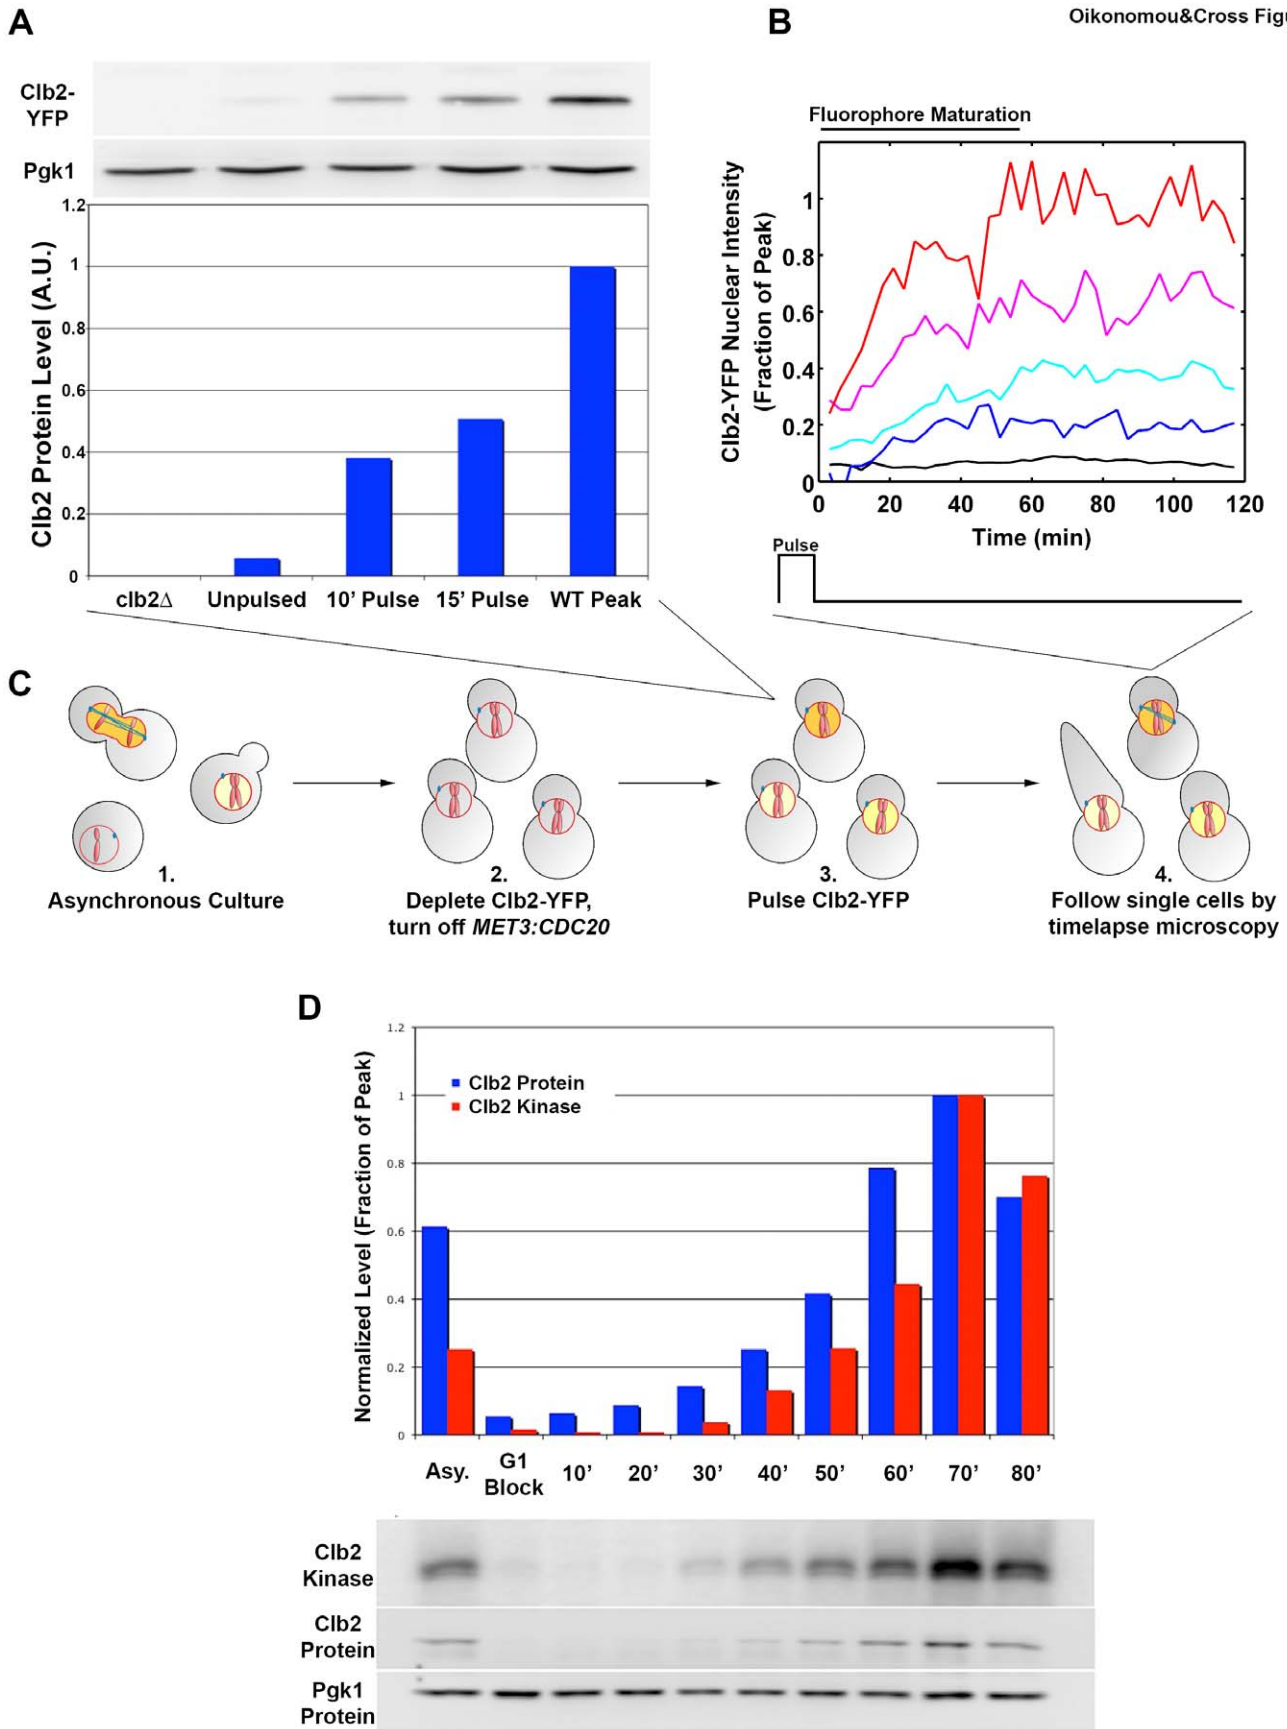 Oikonomou&Cross Figu
A
Clb2-
YFP
Pgk1
Clb2 Protein Level (A.U.)
1.2
1
0.8
0.6
0.4
0.2
0
clb2Δ
Unpulsed
10' Pulse
15' Pulse
WT Peak
B
Fluorophore Maturation
Clb2-YFP Nuclear Intensity
(Fraction of Peak)
1
0.8
0.6
0.4
0.2
0
0
20
40
60
80
100
120
Time (min)
Pulse
C
1.
Asynchronous Culture
2.
Deplete Clb2-YFP,
turn off MET3:CDC20
3.
Pulse Clb2-YFP
4.
Follow single cells by
timelapse microscopy
D
Normalized Level (Fraction of Peak)
1.2
1
0.8
0.6
0.4
0.2
0
Clb2 Protein
Clb2 Kinase
Asy.
G1
Block
10'
20'
30'
40'
50'
60'
70'
80'
Clb2
Kinase
Clb2
Protein
Pgk1
Protein